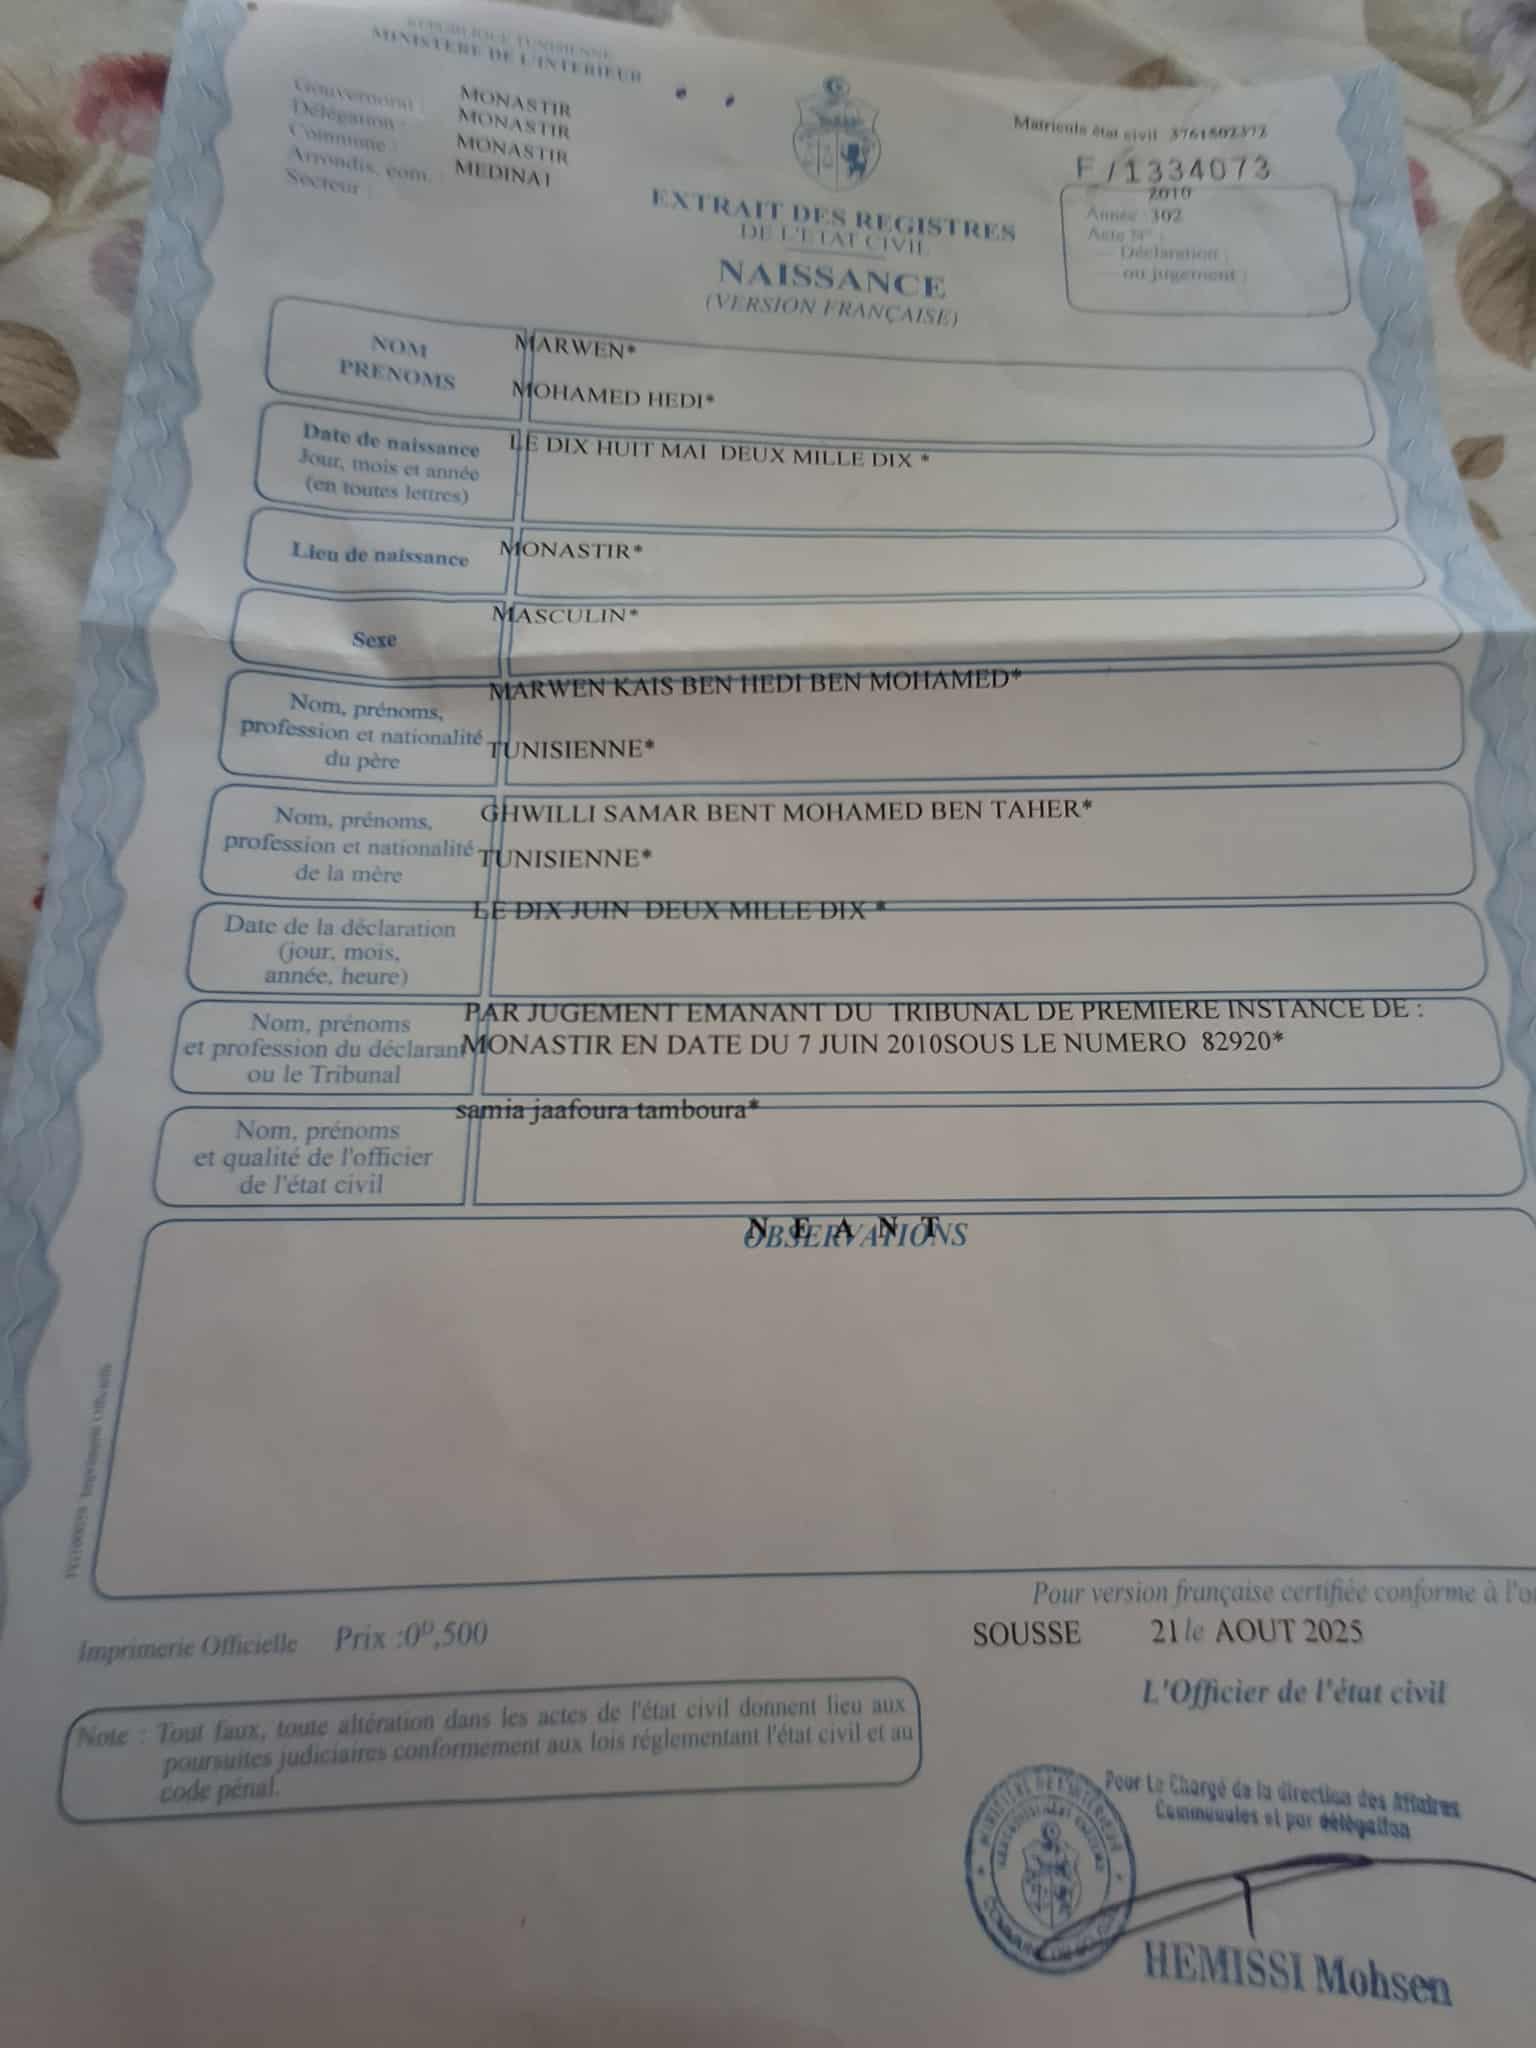 REPUBLIQUE TUNISIENNE
MINISTERE DE L'INTERIEUR
Gouvernorat : MONASTIR
Délégation : MONASTIR
Commune : MONASTIR
Arrondis. com. : MEDINA1
Secteur :
Matricule état civil 3761502372
F/1334073
2010
Année 302
Acte N° :
— Déclaration :
— ou jugement :
EXTRAIT DES REGISTRES
DE L'ETAT CIVIL
NAISSANCE
(VERSION FRANÇAISE)
NOM MARWEN*
PRENOMS MOHAMED HEDI*
Date de naissance LE DIX HUIT MAI DEUX MILLE DIX *
Jour, mois et année
(en toutes lettres)
Lieu de naissance MONASTIR*
Sexe MASCULIN*
MARWEN KAIS BEN HEDI BEN MOHAMED*
Nom, prénoms,
profession et nationalité TUNISIENNE*
du père
GHWILLI SAMAR BENT MOHAMED BEN TAHER*
Nom, prénoms,
profession et nationalité TUNISIENNE*
de la mère
LE DIX JUIN DEUX MILLE DIX *
Date de la déclaration
(jour, mois,
année, heure)
PAR JUGEMENT EMANANT DU TRIBUNAL DE PREMIERE INSTANCE DE :
Nom, prénoms
et profession du déclarant MONASTIR EN DATE DU 7 JUIN 2010SOUS LE NUMERO 82920*
ou le Tribunal
samia jaafoura tamboura*
Nom, prénoms
et qualité de l'officier
de l'état civil
N E A N T
OBSERVATIONS
Imprimerie Officielle
Pour version française certifiée conforme à l'o
Imprimerie Officielle Prix :0ᴰ,500
SOUSSE 21 le AOUT 2025
L'Officier de l'état civil
Note : Tout faux, toute altération dans les actes de l'état civil donnent lieu aux
poursuites judiciaires conformement aux lois réglementant l'état civil et au
code pénal.
MINISTERE DE L'INTERIEUR
Pour Le Chargé de la direction des Affaires
Communales et par délégation
HEMISSI Mohsen